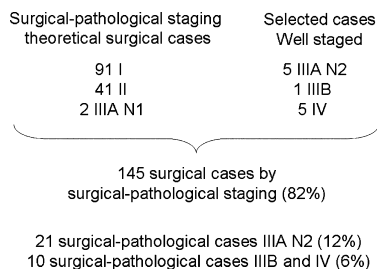 Surgical-pathological staging
theoretical surgical cases
91 I
41 II
2 IIIA N1
Selected cases
Well staged
5 IIIA N2
1 IIIB
5 IV
145 surgical cases by
surgical-pathological staging (82%)
21 surgical-pathological cases IIIA N2 (12%)
10 surgical-pathological cases IIIB and IV (6%)